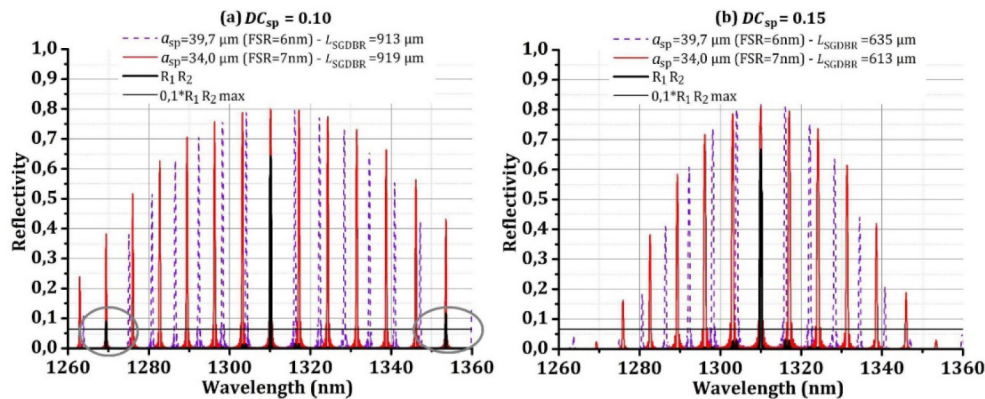 (a) DCsp = 0.10
asp=39,7 µm (FSR=6nm) - LSGDBR =913 µm
asp=34,0 µm (FSR=7nm) - LSGDBR =919 µm
R1 R2
0,1*R1 R2 max
Reflectivity
1,0
0,9
0,8
0,7
0,6
0,5
0,4
0,3
0,2
0,1
0,0
1260 1280 1300 1320 1340 1360
Wavelength (nm)
(b) DCsp = 0.15
asp=39,7 µm (FSR=6nm) - LSGDBR =635 µm
asp=34,0 µm (FSR=7nm) - LSGDBR =613 µm
R1 R2
0,1*R1 R2 max
Reflectivity
1,0
0,9
0,8
0,7
0,6
0,5
0,4
0,3
0,2
0,1
0,0
1260 1280 1300 1320 1340 1360
Wavelength (nm)